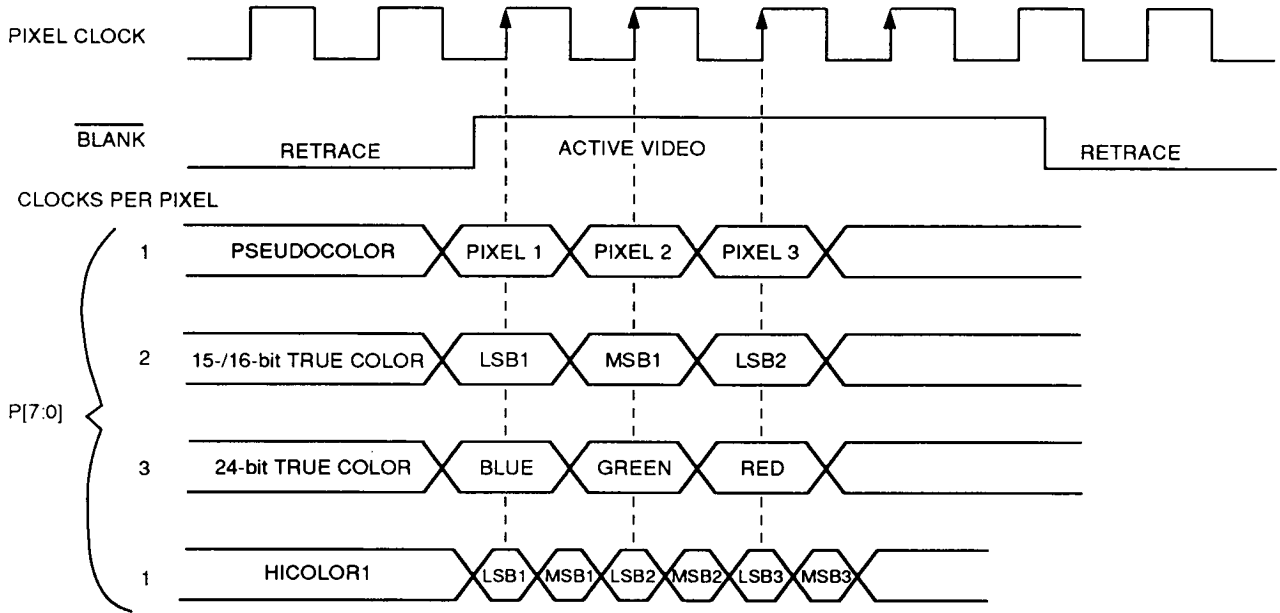 PIXEL CLOCK
BLANK
RETRACE ACTIVE VIDEO RETRACE
CLOCKS PER PIXEL
1 PSEUDOCOLOR PIXEL 1 PIXEL 2 PIXEL 3
2 15-/16-bit TRUE COLOR LSB1 MSB1 LSB2
P[7:0]
3 24-bit TRUE COLOR BLUE GREEN RED
1 HICOLOR1 LSB1 MSB1 LSB2 MSB2 LSB3 MSB3